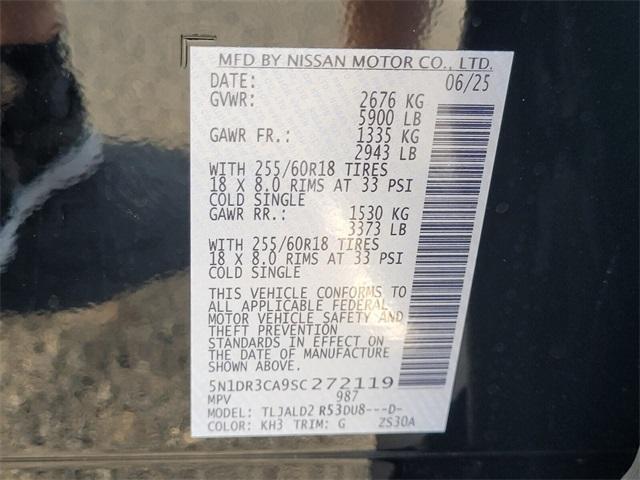 MFD BY NISSAN MOTOR CO., LTD.
DATE: 06/25
GVWR: 2676 KG
5900 LB
GAWR FR.: 1335 KG
2943 LB
WITH 255/60R18 TIRES
18 X 8.0 RIMS AT 33 PSI
COLD SINGLE
GAWR RR.: 1530 KG
3373 LB
WITH 255/60R18 TIRES
18 X 8.0 RIMS AT 33 PSI
COLD SINGLE
THIS VEHICLE CONFORMS TO
ALL APPLICABLE FEDERAL
MOTOR VEHICLE SAFETY AND
THEFT PREVENTION
STANDARDS IN EFFECT ON
THE DATE OF MANUFACTURE
SHOWN ABOVE.
5N1DR3CA9SC272119
MPV 987
MODEL: TLJALD2 R53DU8---D-
COLOR: KH3 TRIM: G ZS30A